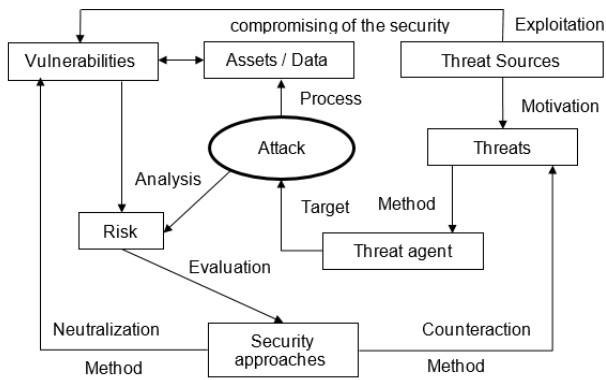 compromising of the security
Exploitation
Vulnerabilities
Assets / Data
Threat Sources
Process
Motivation
Attack
Threats
Analysis
Target
Method
Risk
Threat agent
Evaluation
Neutralization
Counteraction
Security
approaches
Method
Method